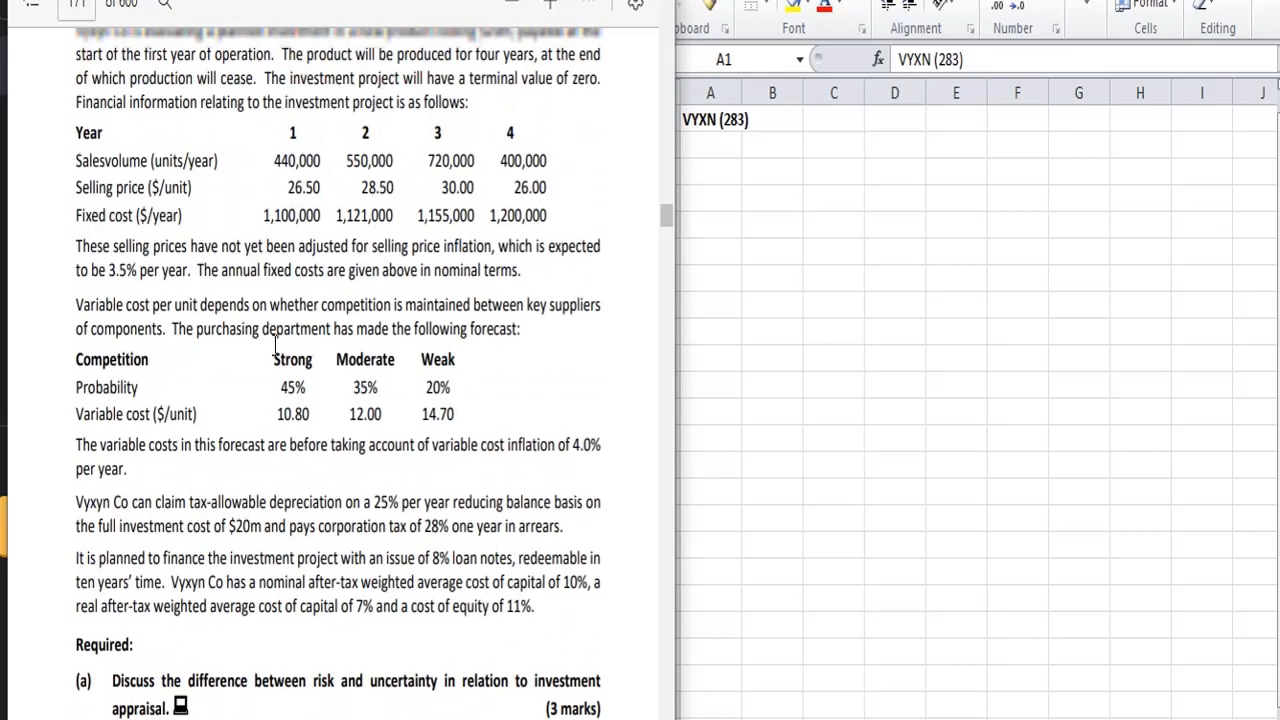 of 600
board
Font
Alignment
Number
Format
Cells
Editing
A1
fx
VYXN (283)
A B C D E F G H I J
VYXN (283)
start of the first year of operation. The product will be produced for four years, at the end
of which production will cease. The investment project will have a terminal value of zero.
Financial information relating to the investment project is as follows:
Year 1 2 3 4
Salesvolume (units/year) 440,000 550,000 720,000 400,000
Selling price ($/unit) 26.50 28.50 30.00 26.00
Fixed cost ($/year) 1,100,000 1,121,000 1,155,000 1,200,000
These selling prices have not yet been adjusted for selling price inflation, which is expected
to be 3.5% per year. The annual fixed costs are given above in nominal terms.
Variable cost per unit depends on whether competition is maintained between key suppliers
of components. The purchasing department has made the following forecast:
Competition Strong Moderate Weak
Probability 45% 35% 20%
Variable cost ($/unit) 10.80 12.00 14.70
The variable costs in this forecast are before taking account of variable cost inflation of 4.0%
per year.
Vyxyn Co can claim tax-allowable depreciation on a 25% per year reducing balance basis on
the full investment cost of $20m and pays corporation tax of 28% one year in arrears.
It is planned to finance the investment project with an issue of 8% loan notes, redeemable in
ten years' time. Vyxyn Co has a nominal after-tax weighted average cost of capital of 10%, a
real after-tax weighted average cost of capital of 7% and a cost of equity of 11%.
Required:
(a) Discuss the difference between risk and uncertainty in relation to investment
appraisal. (3 marks)